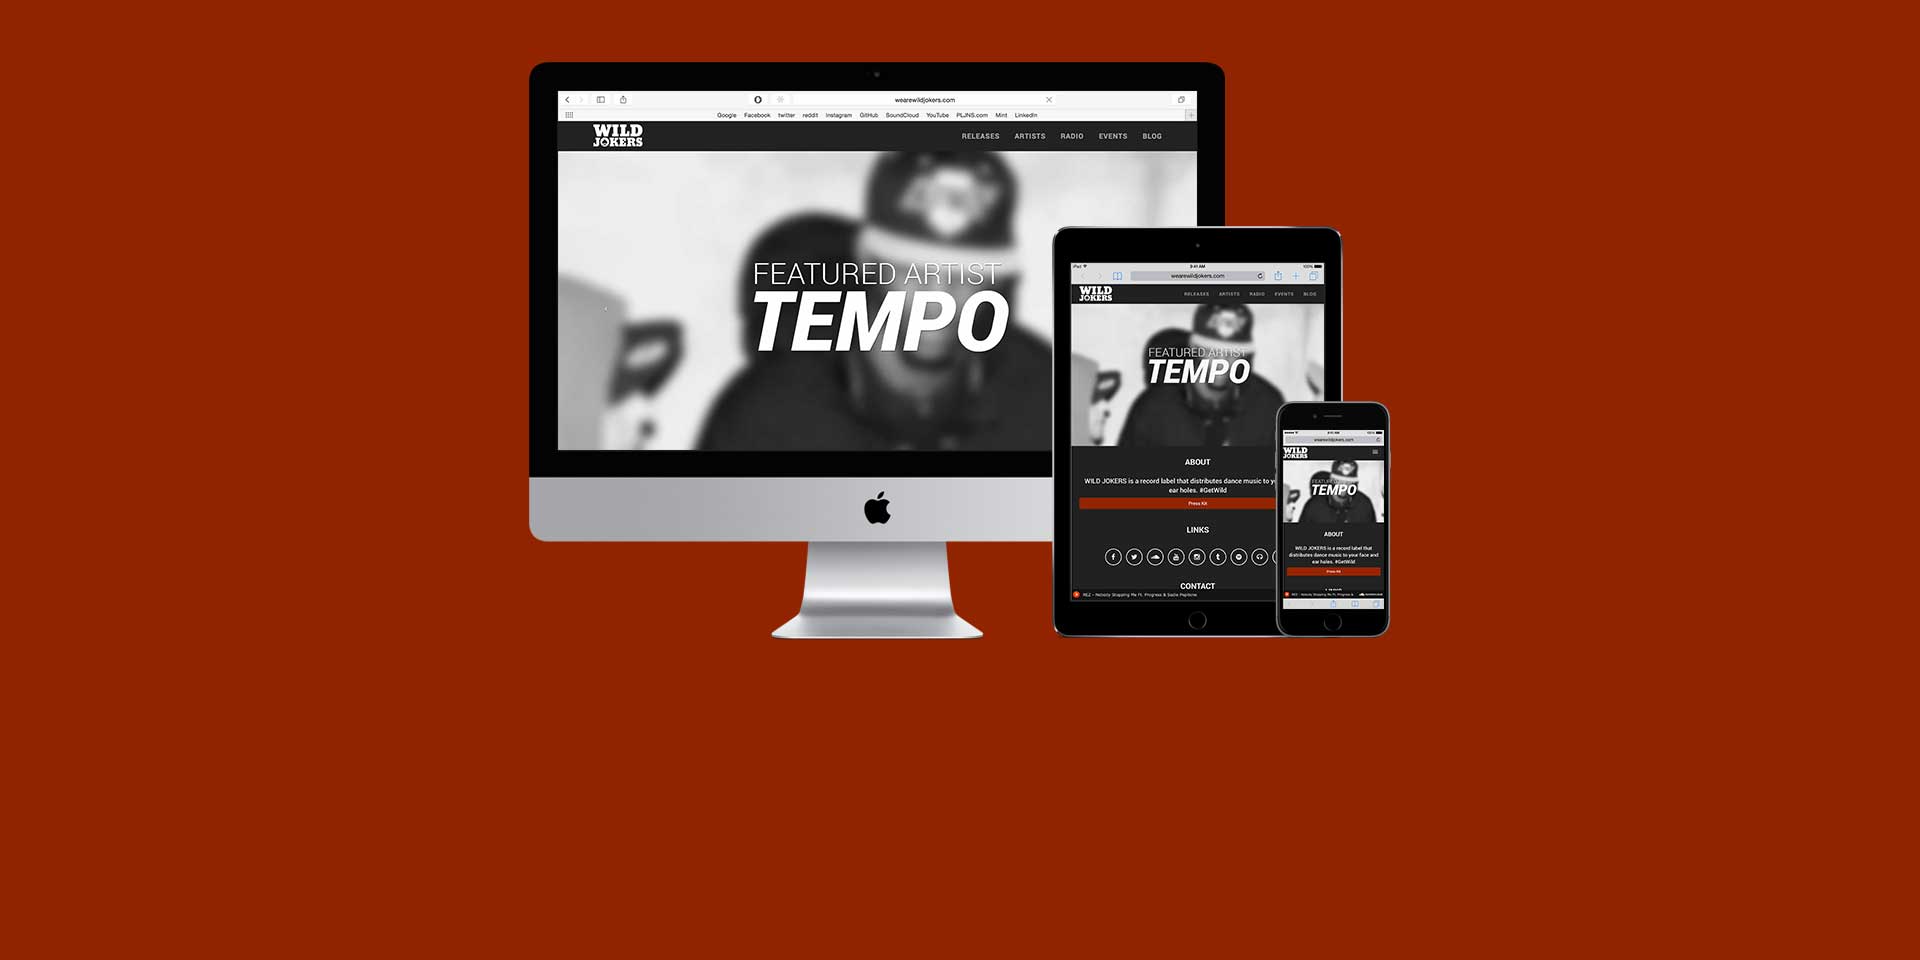 wearewildjokers.com
Google Facebook twitter reddit Instagram GitHub SoundCloud YouTube PLJNS.com Mint LinkedIn
WILD
JOKERS
RELEASES ARTISTS RADIO EVENTS BLOG
FEATURED ARTIST
TEMPO
iPad 9:41 AM 100%
wearewildjokers.com
WILD
JOKERS
RELEASES ARTISTS RADIO EVENTS BLOG
FEATURED ARTIST
TEMPO
ABOUT
WILD JOKERS is a record label that distributes dance music to y
ear holes. #GetWild
Press Kit
LINKS
CONTACT
REZ - Nobody Stopping Me Ft. Progress & Sadie Pepitone
9:41 AM 100%
wearewildjokers.com
WILD
JOKERS
FEATURED ARTIST
TEMPO
ABOUT
WILD JOKERS is a record label that
distributes dance music to your face and
ear holes. #GetWild
Press Kit
REZ - Nobody Stopping Me Ft. Progress &